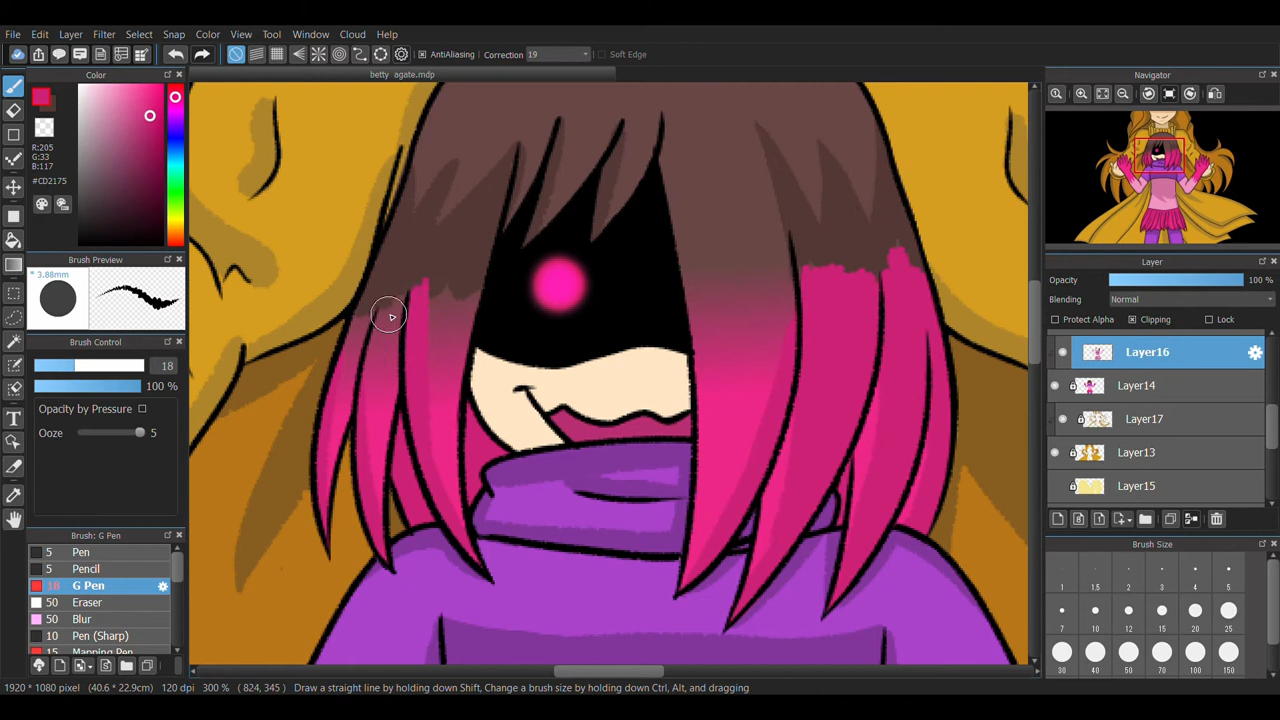 File Edit Layer Filter Select Snap Color View Tool Window Cloud Help
AntiAliasing Correction 19 Soft Edge
Color
betty agate.mdp
Navigator
R:205
G:33
B:117
#CD2175
Brush Preview
* 3.88mm
Brush Control
18
100 %
Opacity by Pressure
Ooze 5
Brush: G Pen
5 Pen
5 Pencil
18 G Pen
50 Eraser
50 Blur
10 Pen (Sharp)
15 Mapping Pen
Layer
Opacity 100 %
Blending Normal
Protect Alpha Clipping Lock
Layer16
Layer14
Layer17
Layer13
Layer15
Brush Size
1 1.5 2 3 4 5
7 10 12 15 20 25
30 40 50 70 100 150
1920 * 1080 pixel (40.6 * 22.9cm) 120 dpi 300 % (824, 345) Draw a straight line by holding down Shift, Change a brush size by holding down Ctrl, Alt, and dragging